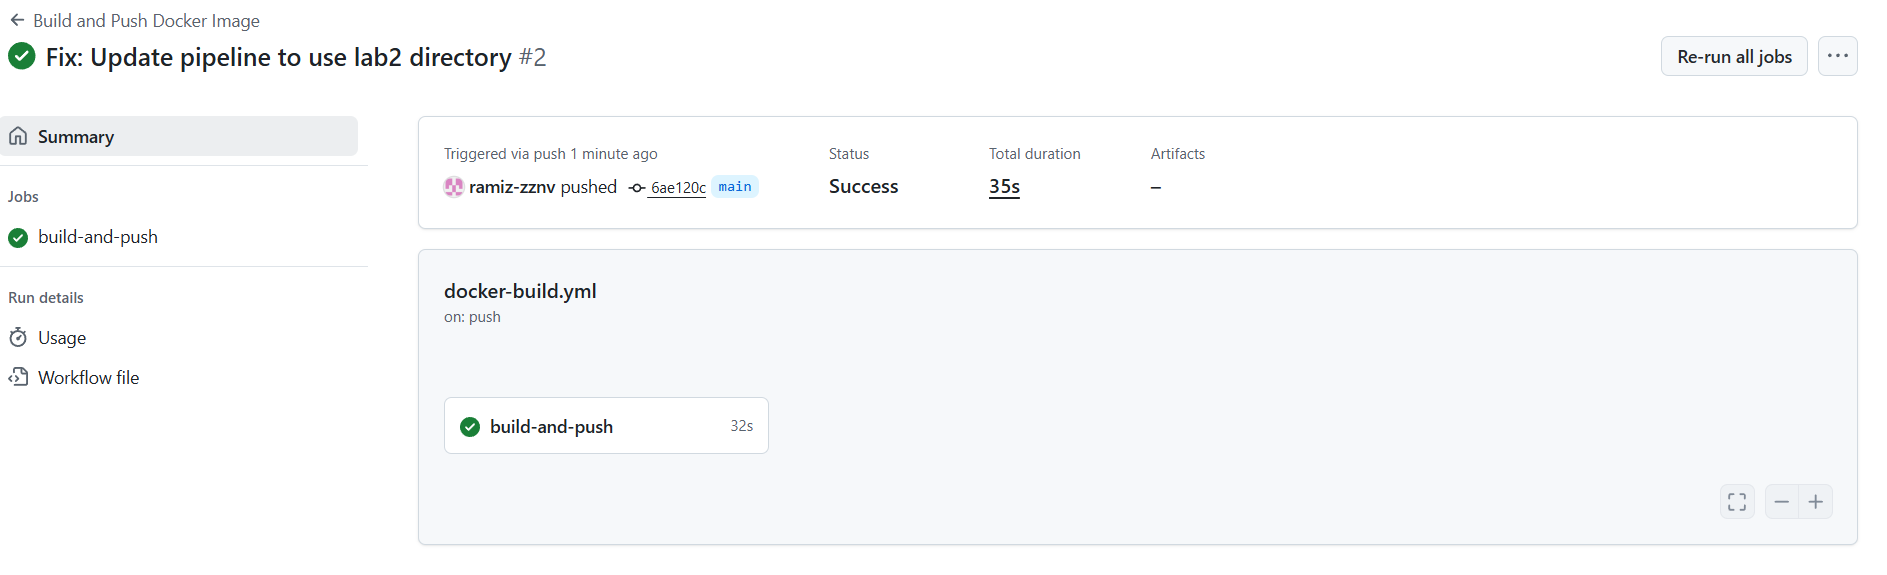 Build and Push Docker Image
Fix: Update pipeline to use lab2 directory #2
Re-run all jobs
Summary
Jobs
build-and-push
Run details
Usage
Workflow file
Triggered via push 1 minute ago
ramiz-zznv pushed 6ae120c main
Status
Success
Total duration
35s
Artifacts
–
docker-build.yml
on: push
build-and-push 32s